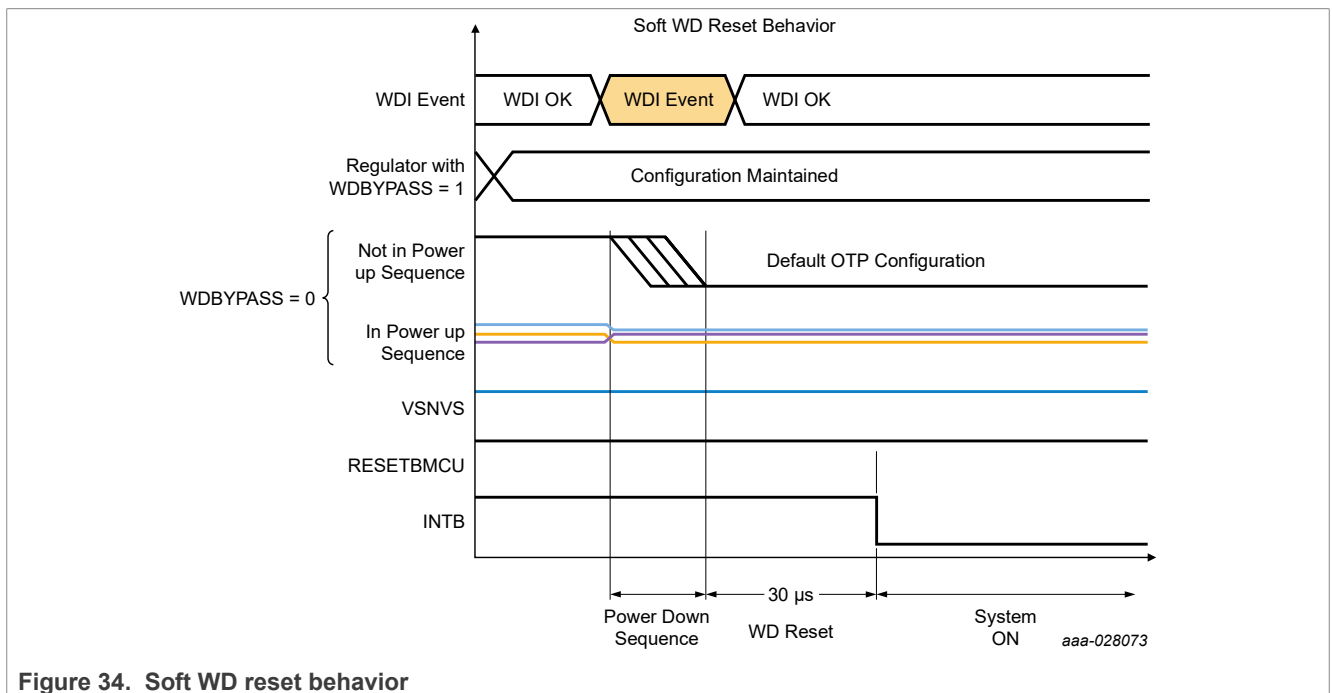 Soft WD Reset Behavior
WDI Event
WDI OK
WDI Event
WDI OK
Regulator with
WDBYPASS = 1
Configuration Maintained
WDBYPASS = 0
Not in Power
up Sequence
Default OTP Configuration
In Power up
Sequence
VSNVS
RESETBMCU
INTB
30 µs
Power Down
Sequence
WD Reset
System
ON
aaa-028073
Figure 34. Soft WD reset behavior